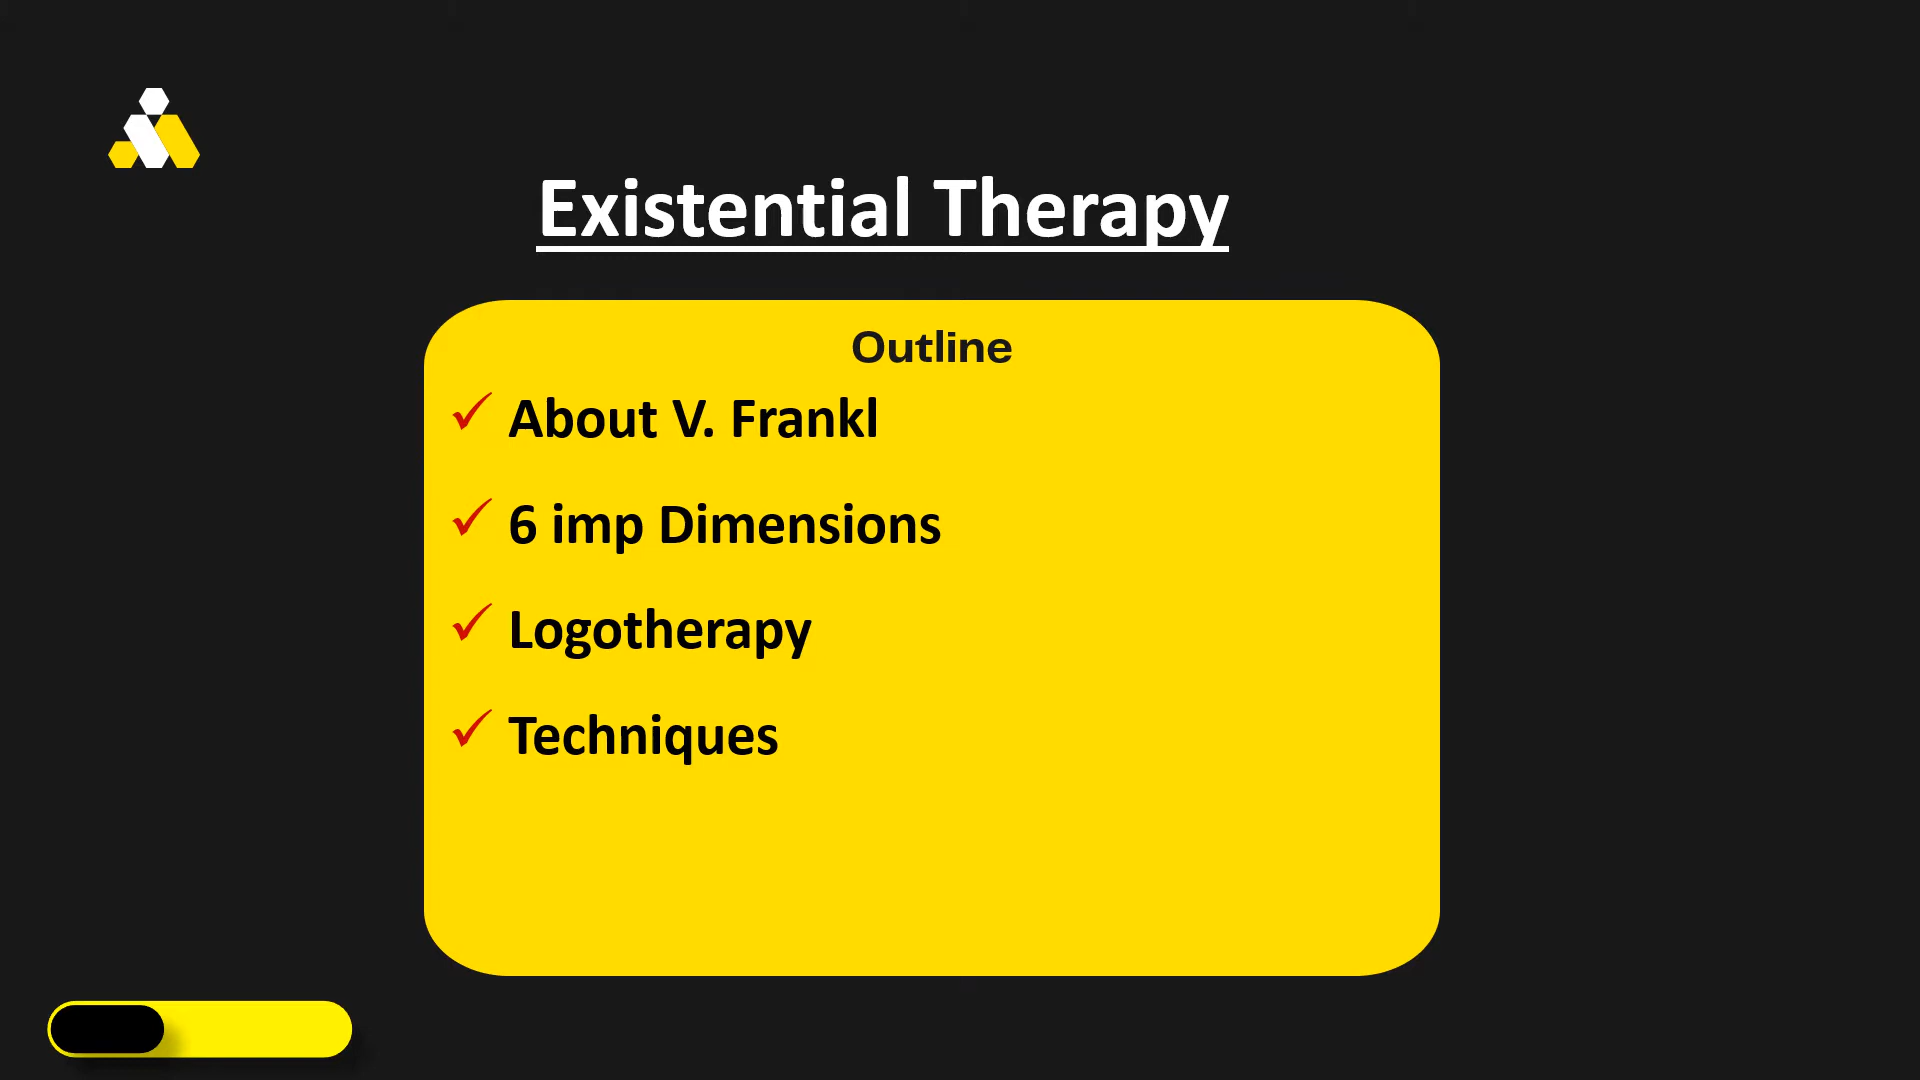 Existential Therapy
Outline
About V. Frankl
6 imp Dimensions
Logotherapy
Techniques